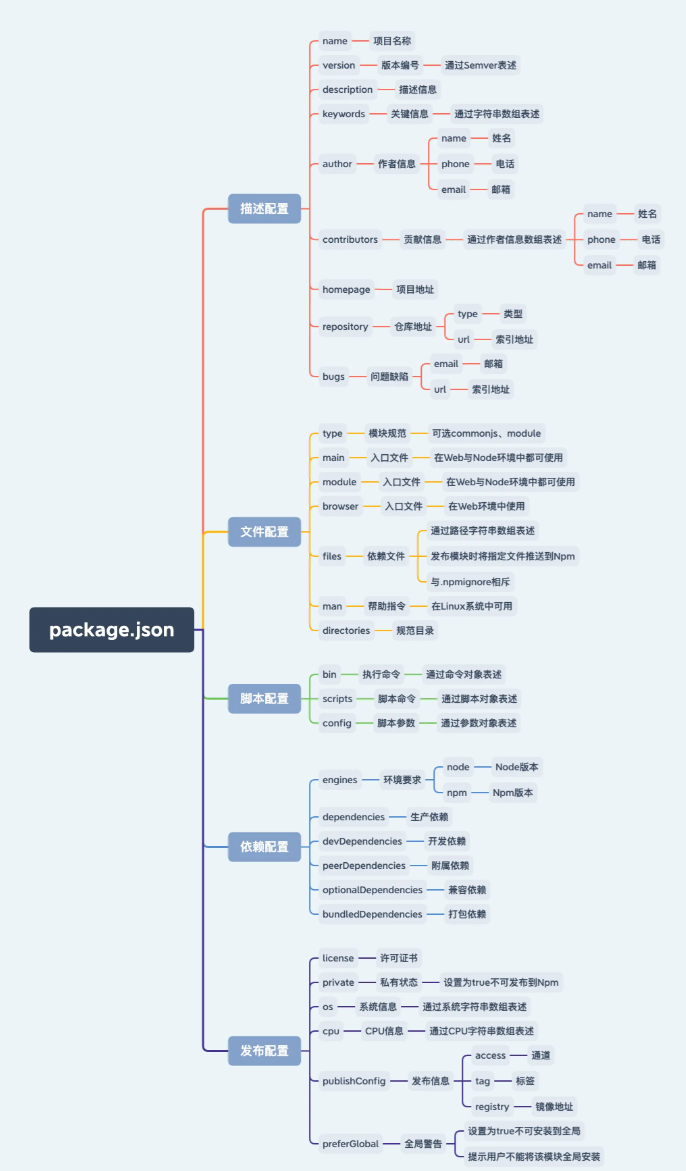 package.json
描述配置
name 项目名称
version 版本编号 通过Semver表述
description 描述信息
keywords 关键信息 通过字符串数组表述
author 作者信息
name 姓名
phone 电话
email 邮箱
contributors 贡献信息 通过作者信息数组表述
name 姓名
phone 电话
email 邮箱
homepage 项目地址
repository 仓库地址
type 类型
url 索引地址
bugs 问题缺陷
email 邮箱
url 索引地址
文件配置
type 模块规范 可选commonjs、module
main 入口文件 在Web与Node环境中都可使用
module 入口文件 在Web与Node环境中都可使用
browser 入口文件 在Web环境中使用
files 依赖文件
通过路径字符串数组表述
发布模块时将指定文件推送到Npm
与.npmignore相斥
man 帮助指令 在Linux系统中可用
directories 规范目录
脚本配置
bin 执行命令 通过命令对象表述
scripts 脚本命令 通过脚本对象表述
config 脚本参数 通过参数对象表述
依赖配置
engines 环境要求
node Node版本
npm Npm版本
dependencies 生产依赖
devDependencies 开发依赖
peerDependencies 附属依赖
optionalDependencies 兼容依赖
bundledDependencies 打包依赖
发布配置
license 许可证书
private 私有状态 设置为true不可发布到Npm
os 系统信息 通过系统字符串数组表述
cpu CPU信息 通过CPU字符串数组表述
publishConfig 发布信息
access 通道
tag 标签
registry 镜像地址
preferGlobal 全局警告
设置为true不可安装到全局
提示用户不能将该模块全局安装